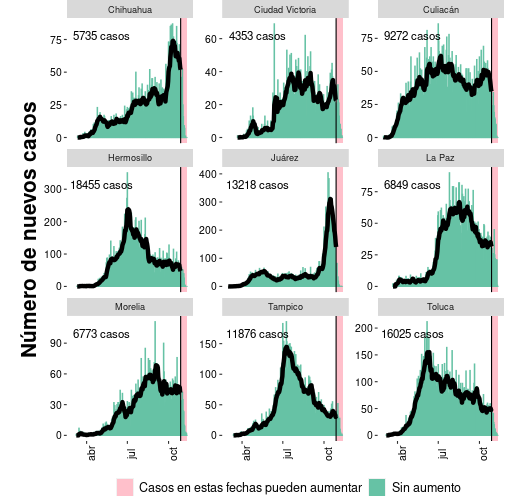 Número de nuevos casos
Chihuahua
5735 casos
75
50
25
0
Ciudad Victoria
4353 casos
60
40
20
0
Culiacán
9272 casos
75
50
25
0
Hermosillo
18455 casos
300
200
100
0
Juárez
13218 casos
400
300
200
100
0
La Paz
6849 casos
75
50
25
0
Morelia
6773 casos
90
60
30
0
abr jul oct
Tampico
11876 casos
150
100
50
0
abr jul oct
Toluca
16025 casos
200
150
100
50
0
abr jul oct
Casos en estas fechas pueden aumentar Sin aumento